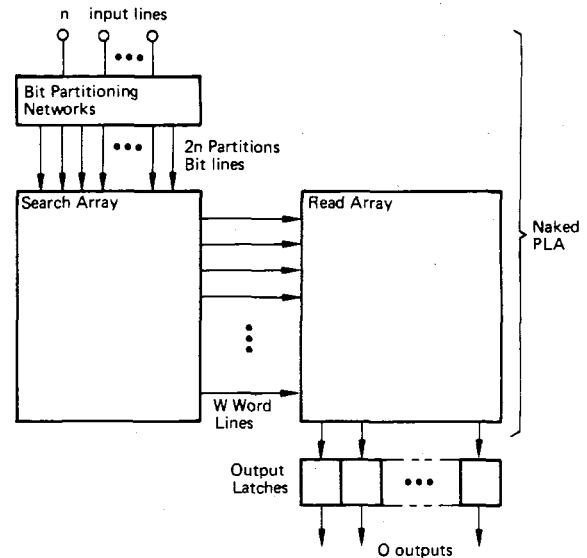 n input lines
Bit Partitioning
Networks
2n Partitions
Bit lines
Search Array
Read Array
Naked
PLA
W Word
Lines
Output
Latches
O outputs